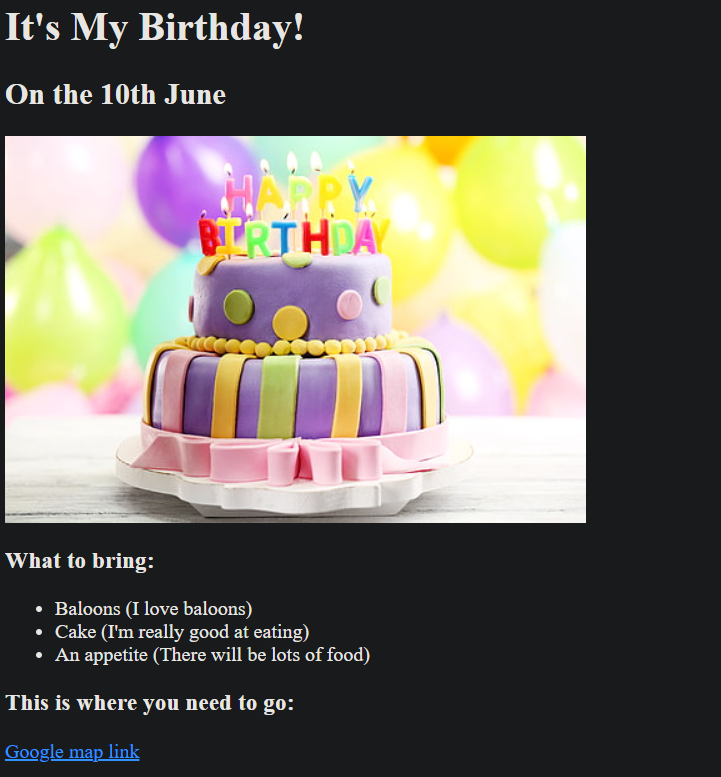 It's My Birthday!
On the 10th June
HAPPY
BIRTHDAY
What to bring:
Baloons (I love baloons)
Cake (I'm really good at eating)
An appetite (There will be lots of food)
This is where you need to go:
Google map link